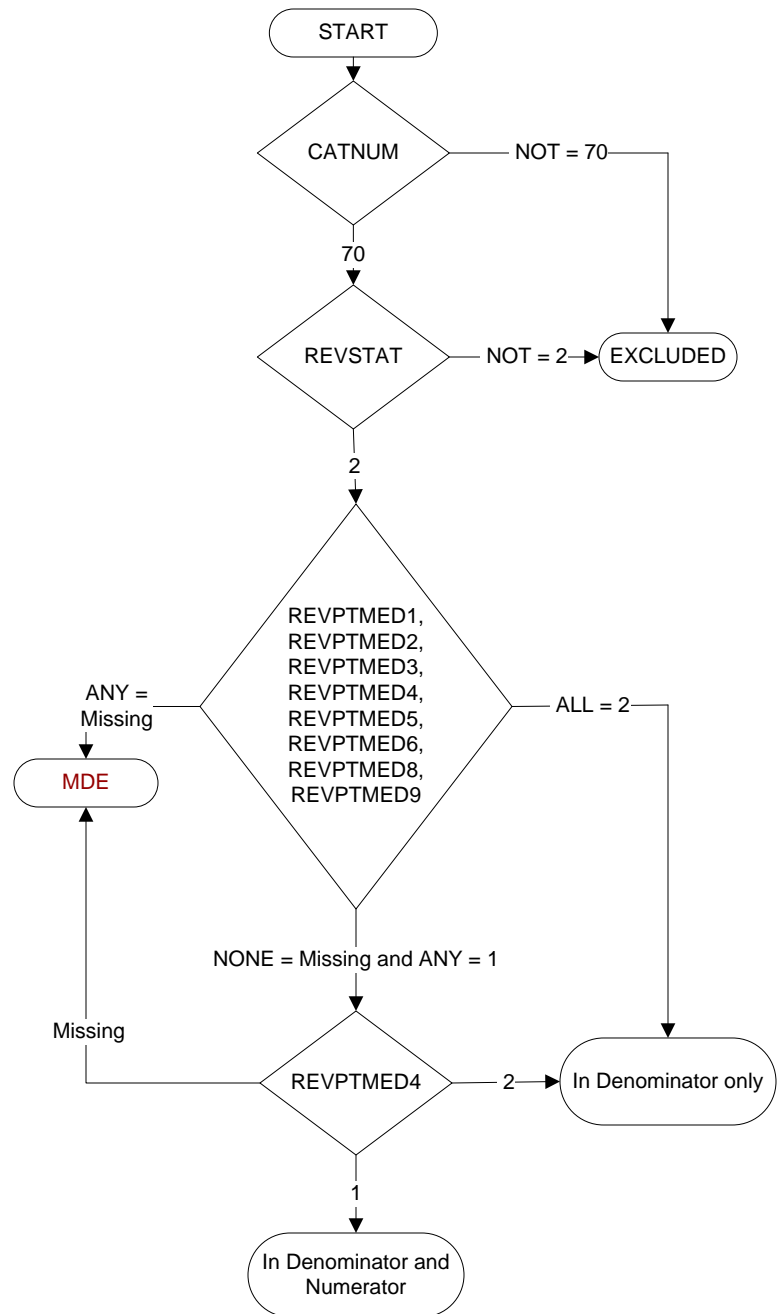 START
CATNUM
NOT = 70
70
REVSTAT
NOT = 2
EXCLUDED
2
REVPTMED1,
REVPTMED2,
REVPTMED3,
REVPTMED4,
REVPTMED5,
REVPTMED6,
REVPTMED8,
REVPTMED9
ANY =
Missing
ALL = 2
MDE
NONE = Missing and ANY = 1
Missing
REVPTMED4
2
In Denominator only
1
In Denominator and
Numerator